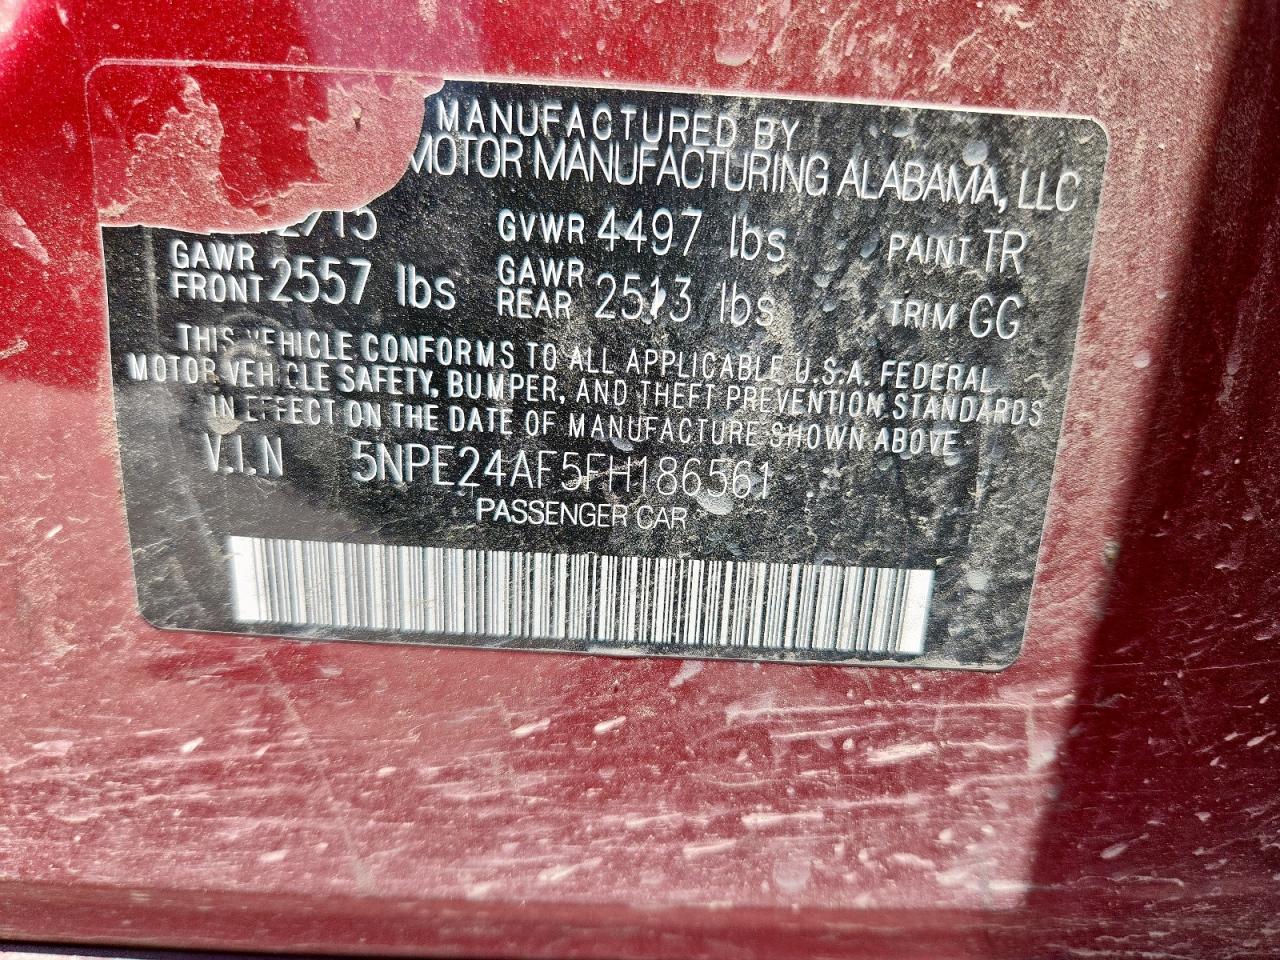 MANUFACTURED BY
MOTOR MANUFACTURING ALABAMA, LLC
GVWR 4497 lbs PAINT TR
GAWR FRONT 2557 lbs GAWR REAR 2513 lbs TRIM GG
THIS VEHICLE CONFORMS TO ALL APPLICABLE U.S.A. FEDERAL
MOTOR VEHICLE SAFETY, BUMPER, AND THEFT PREVENTION STANDARDS
IN EFFECT ON THE DATE OF MANUFACTURE SHOWN ABOVE
V.I.N 5NPE24AF5FH186561
PASSENGER CAR